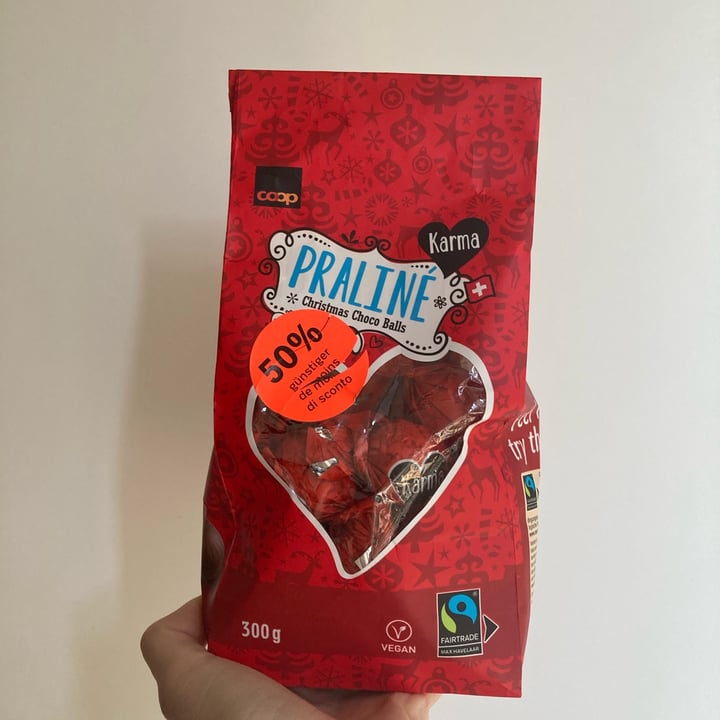 coop
Karma
PRALINÉ
Christmas Choco Balls
50%
günstiger
de moins
di sconto
Karma
try th
300 g
VEGAN
FAIRTRADE
MAX HAVELAAR